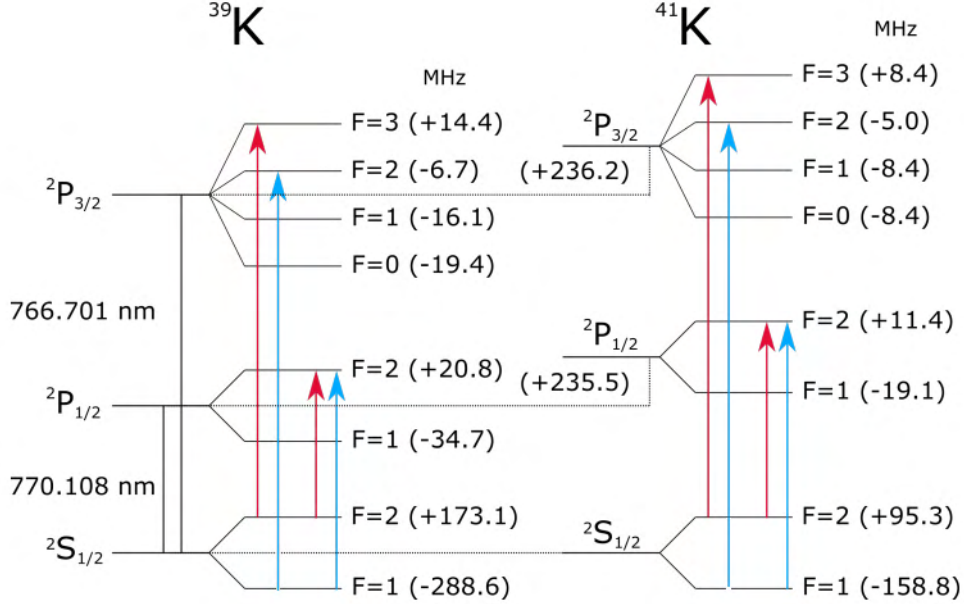 ³⁹K
⁴¹K
MHz
MHz
F=3 (+14.4)
F=2 (-6.7)
F=1 (-16.1)
F=0 (-19.4)
²P₃/₂
766.701 nm
²P₁/₂
F=2 (+20.8)
F=1 (-34.7)
770.108 nm
²S₁/₂
F=2 (+173.1)
F=1 (-288.6)
²P₃/₂
(+236.2)
F=3 (+8.4)
F=2 (-5.0)
F=1 (-8.4)
F=0 (-8.4)
²P₁/₂
(+235.5)
F=2 (+11.4)
F=1 (-19.1)
²S₁/₂
F=2 (+95.3)
F=1 (-158.8)